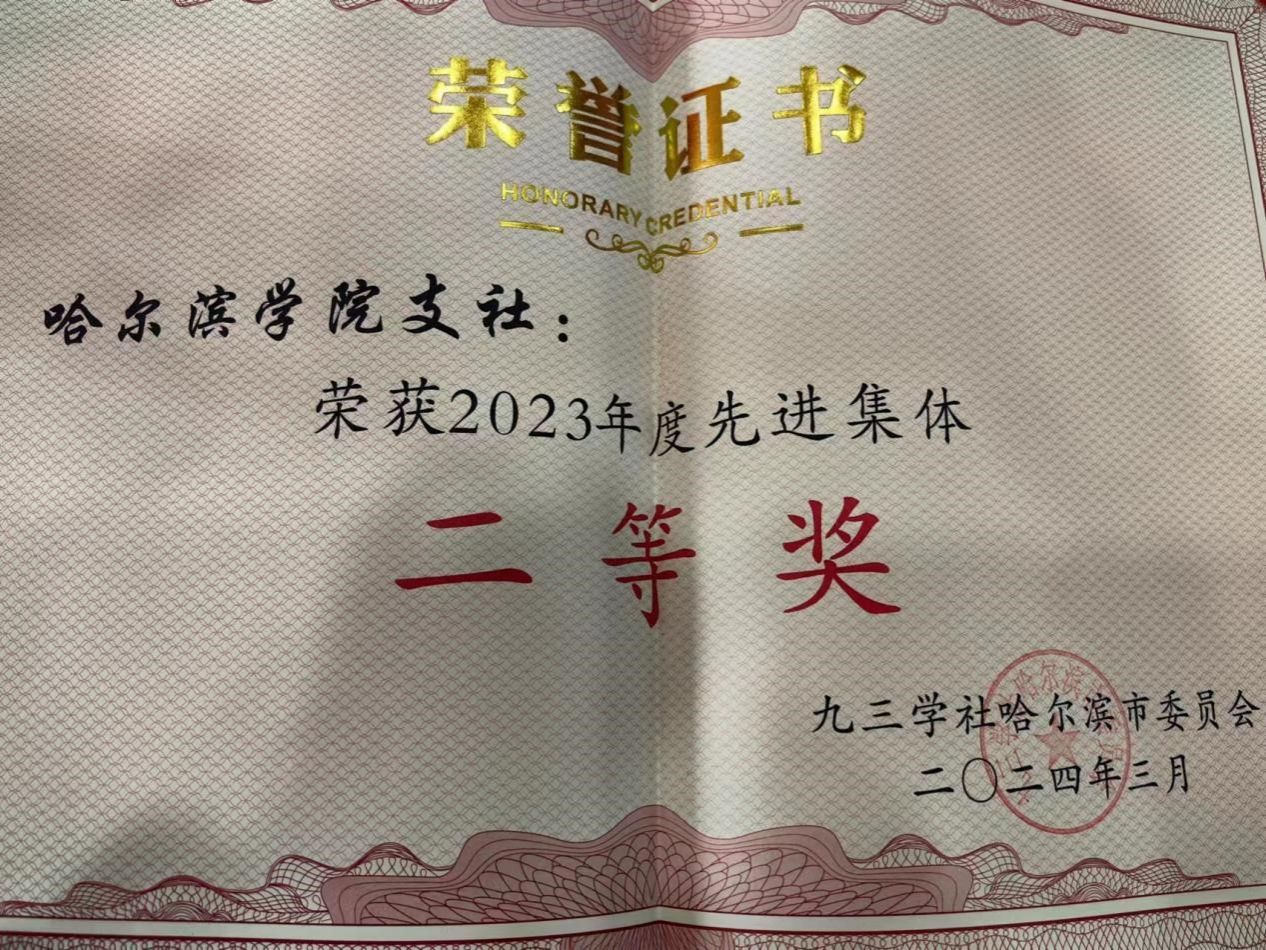 荣誉证书
HONORARY CREDENTIAL
哈尔滨学院支社：
荣获2023年度先进集体
二等奖
九三学社哈尔滨市委员会
二〇二四年三月